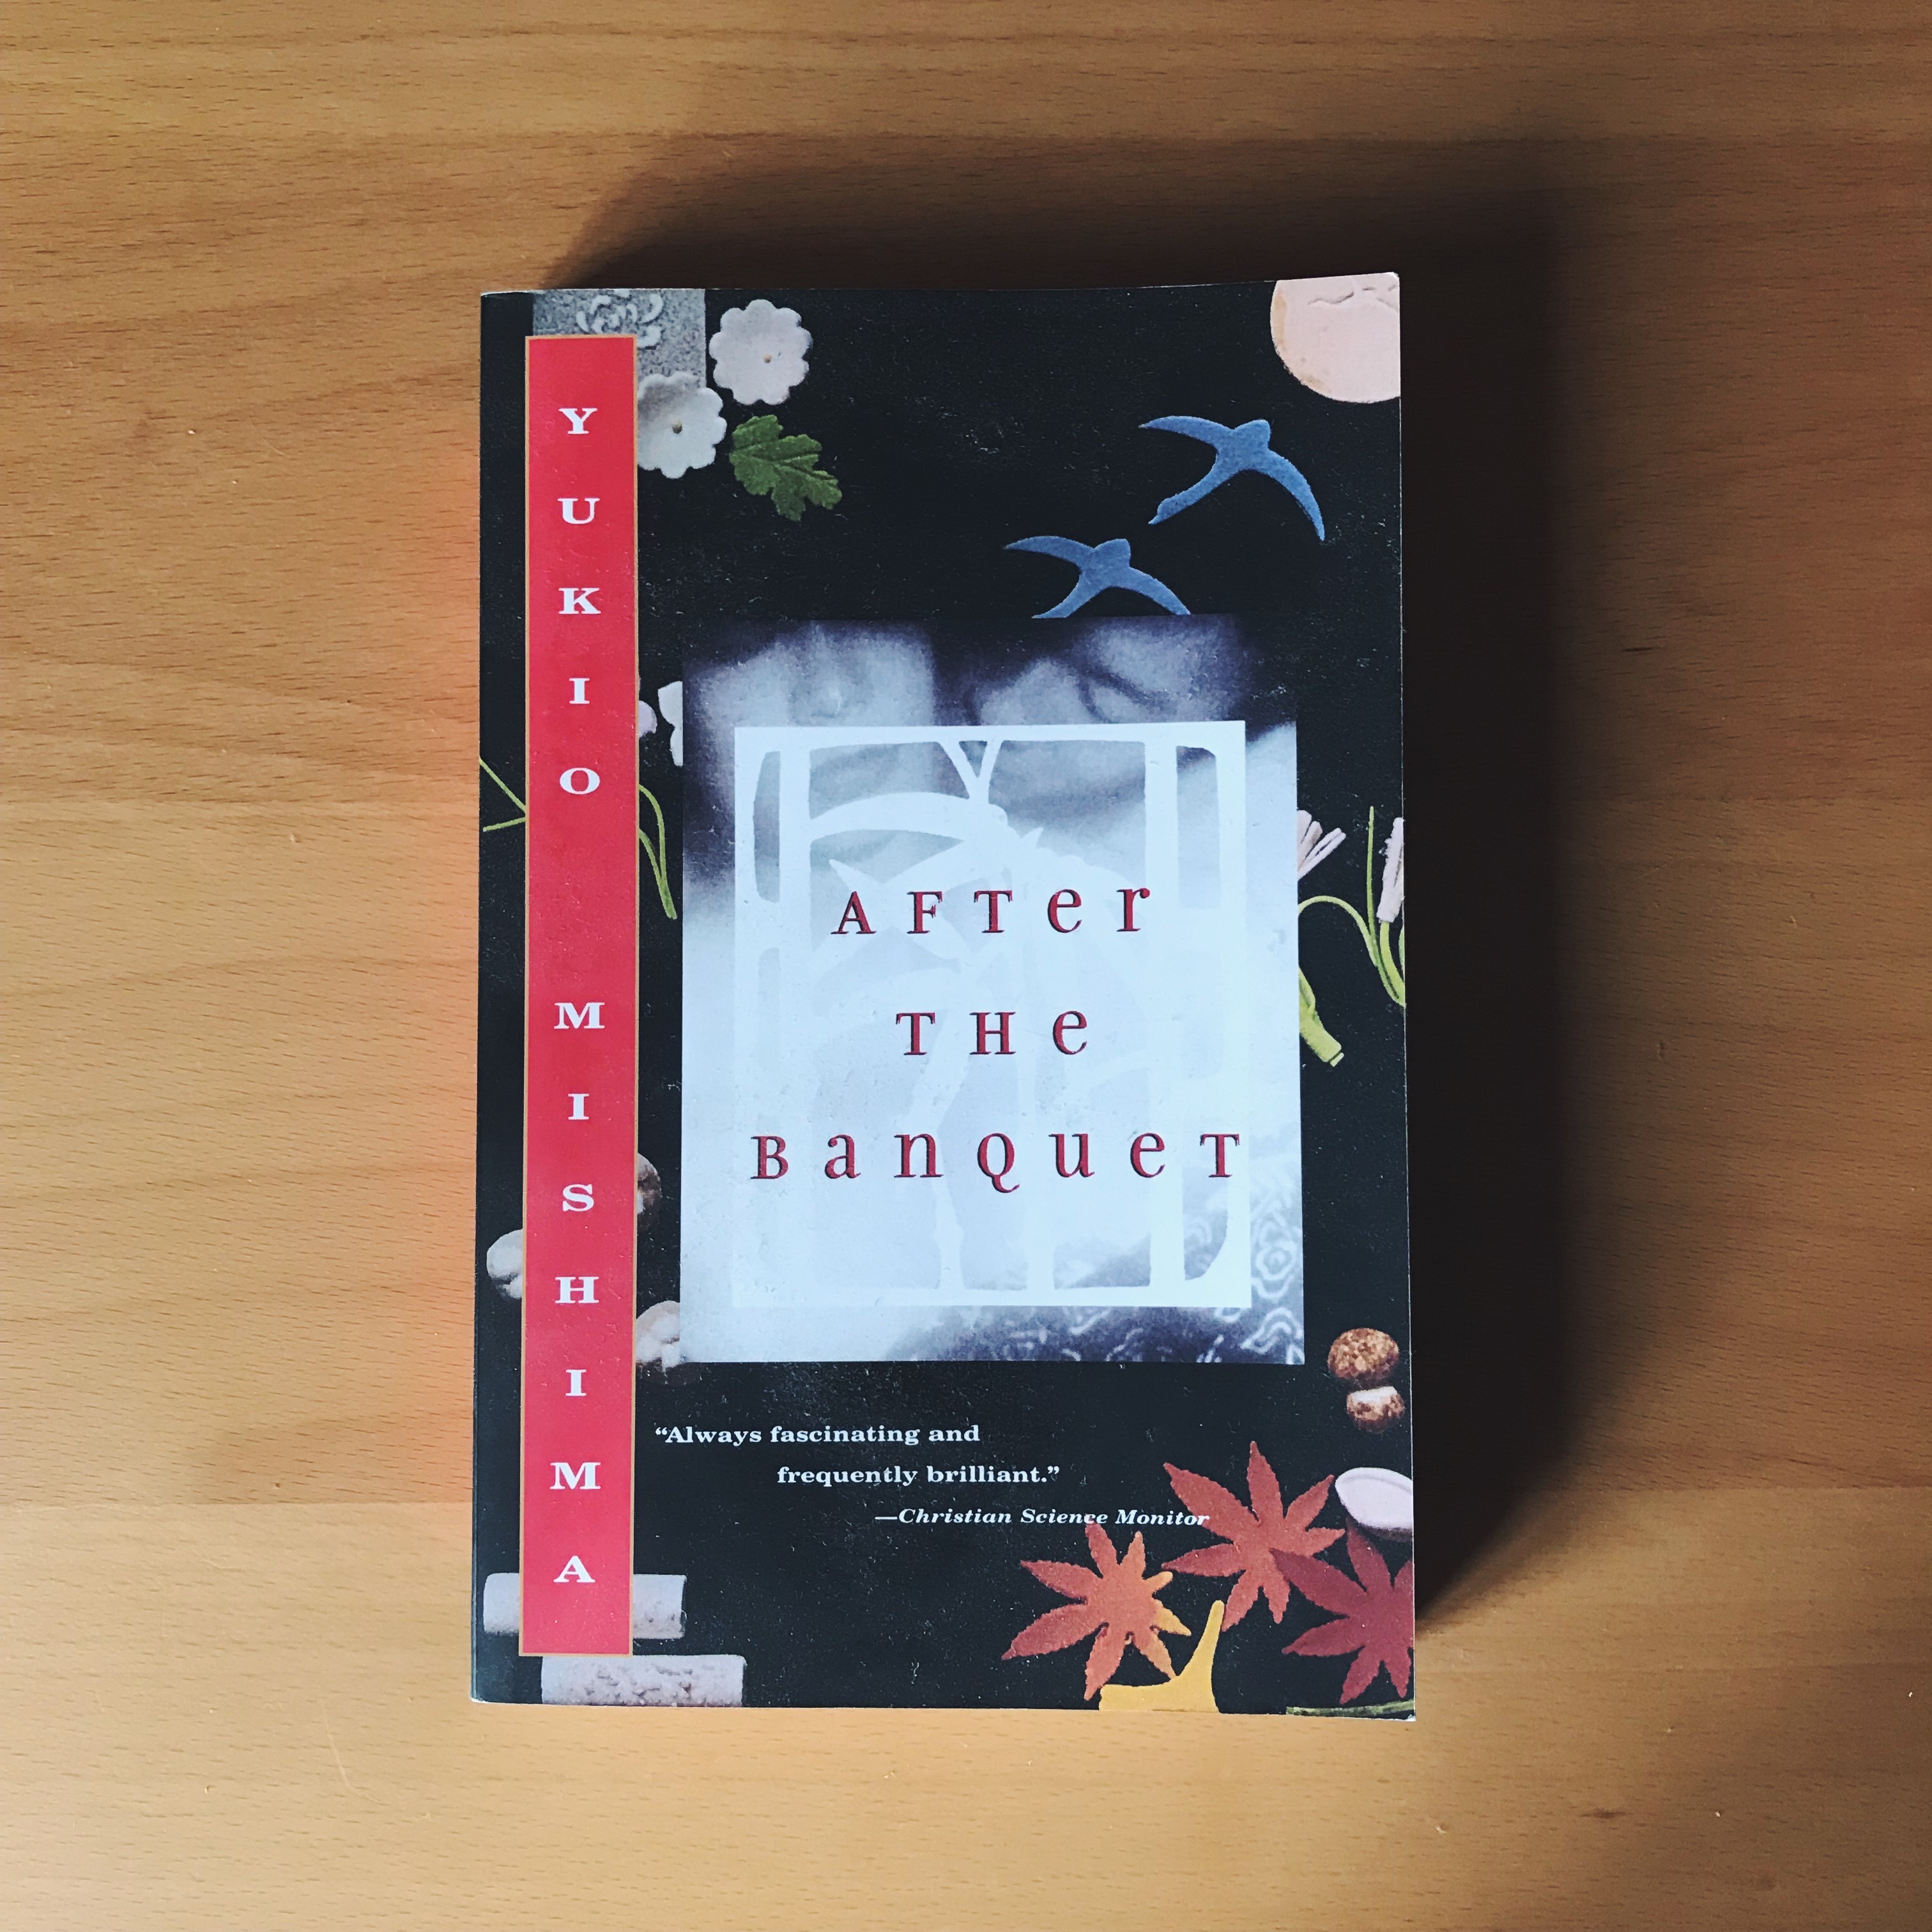 YUKIO MISHIMA
AFTer
THe
BanQueT
“Always fascinating and
frequently brilliant.”
—Christian Science Monitor